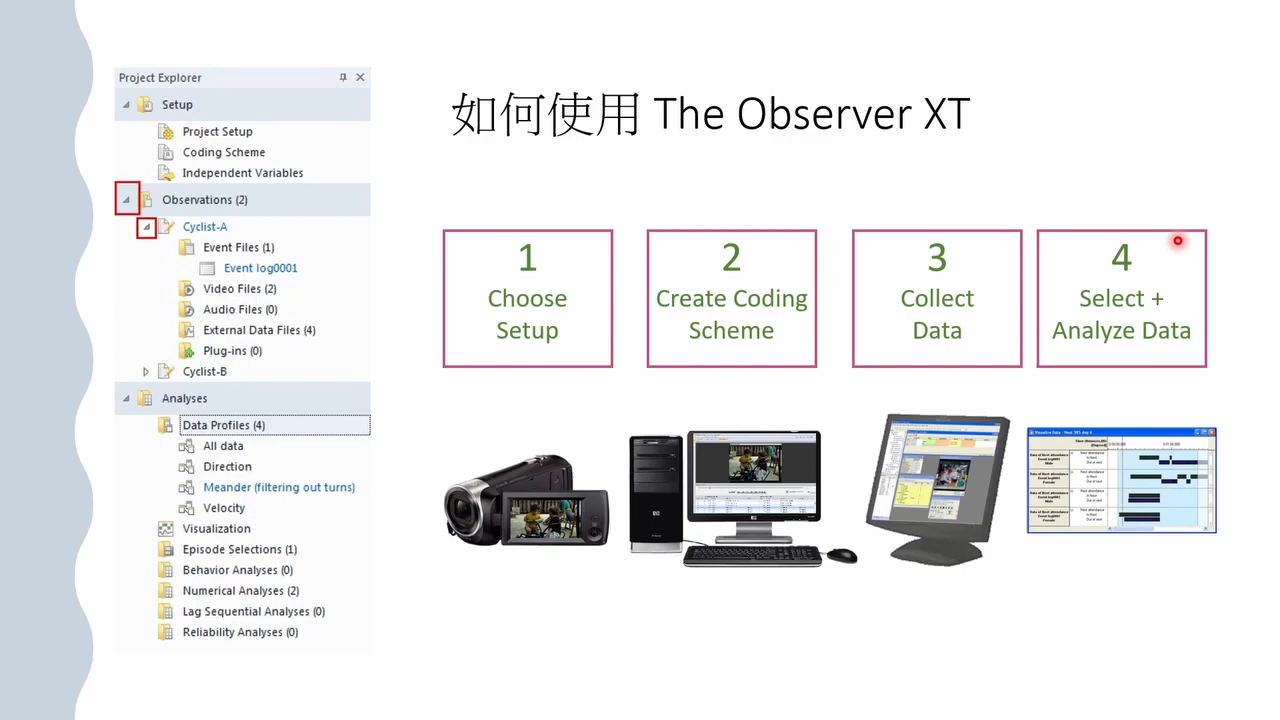 Project Explorer
Setup
Project Setup
Coding Scheme
Independent Variables
Observations (2)
Cyclist-A
Event Files (1)
Event log0001
Video Files (2)
Audio Files (0)
External Data Files (4)
Plug-ins (0)
Cyclist-B
Analyses
Data Profiles (4)
All data
Direction
Meander (filtering out turns)
Velocity
Visualization
Episode Selections (1)
Behavior Analyses (0)
Numerical Analyses (2)
Lag Sequential Analyses (0)
Reliability Analyses (0)
如何使用 The Observer XT
1
Choose
Setup
2
Create Coding
Scheme
3
Collect
Data
4
Select +
Analyze Data